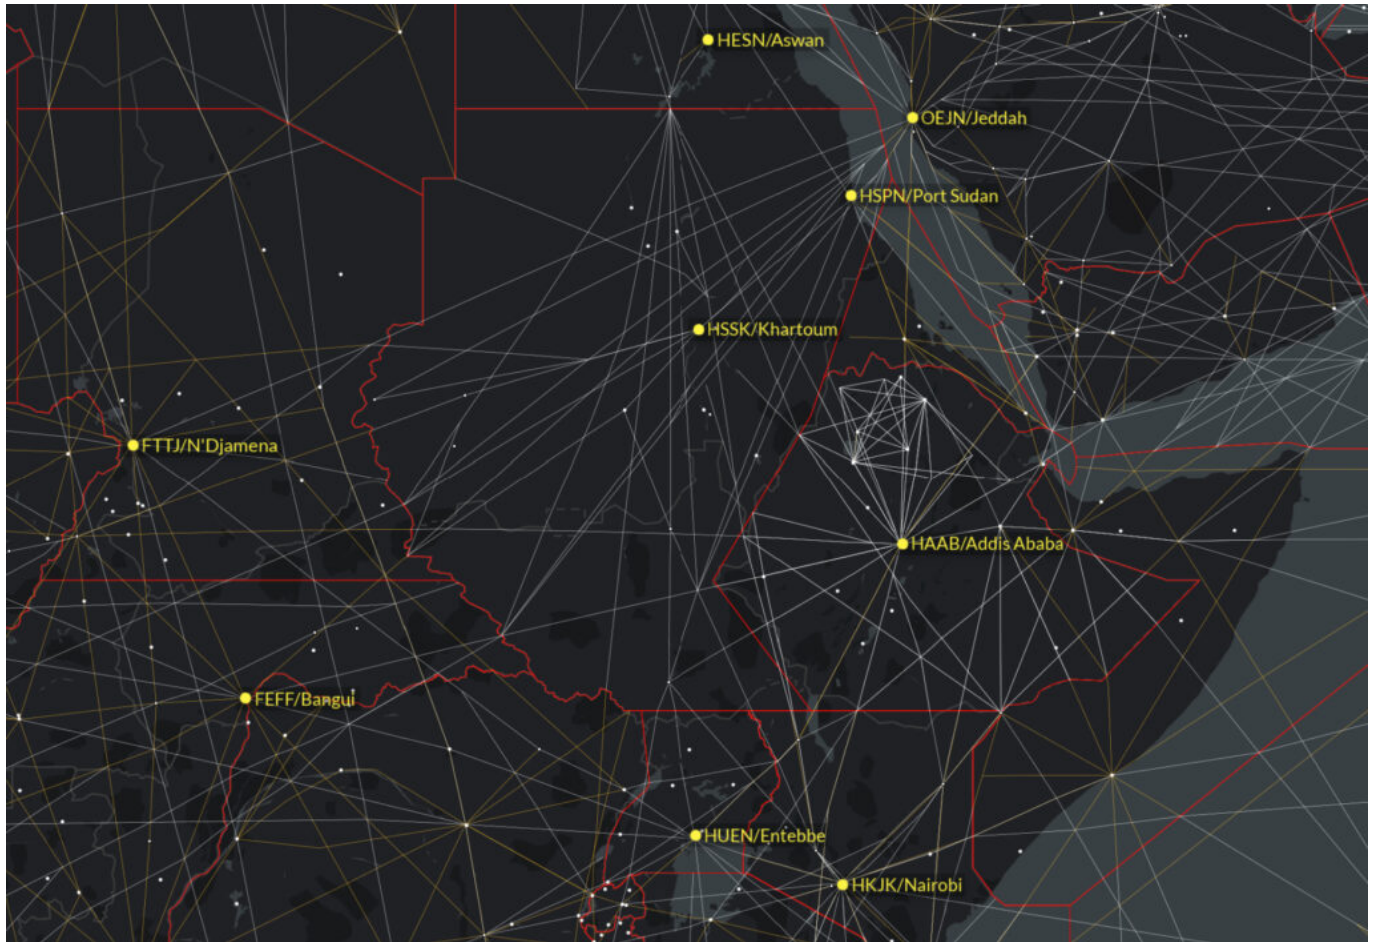 HESN/Aswan
OEJN/Jeddah
HSPN/Port Sudan
HSSK/Khartoum
FTTJ/N'Djamena
HAAB/Addis Ababa
FEFF/Bangui
HUEN/Entebbe
HKJK/Nairobi